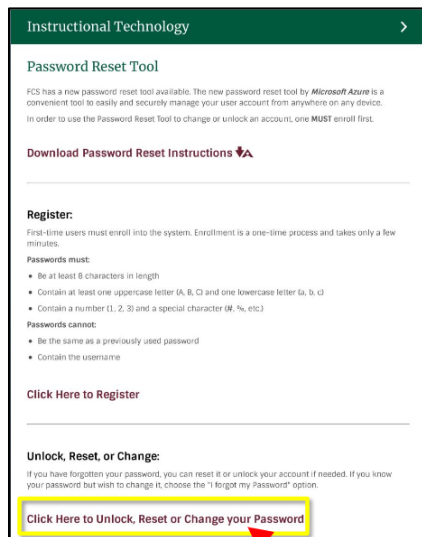 Instructional Technology
Password Reset Tool
FCS has a new password reset tool available. The new password reset tool by Microsoft Azure is a
convenient tool to easily and securely manage your user account from anywhere on any device.
In order to use the Password Reset Tool to change or unlock an account, one MUST enroll first.
Download Password Reset Instructions
Register:
First-time users must enroll into the system. Enrollment is a one-time process and takes only a few
minutes.
Passwords must:
• Be at least 8 characters in length
• Contain at least one uppercase letter (A, B, C) and one lowercase letter (a, b, c)
• Contain a number (1, 2, 3) and a special character (#, %, etc.)
Passwords cannot:
• Be the same as a previously used password
• Contain the username
Click Here to Register
Unlock, Reset, or Change:
If you have forgotten your password, you can reset it or unlock your account if needed. If you know
your password but wish to change it, choose the "I forgot my Password" option.
Click Here to Unlock, Reset or Change your Password